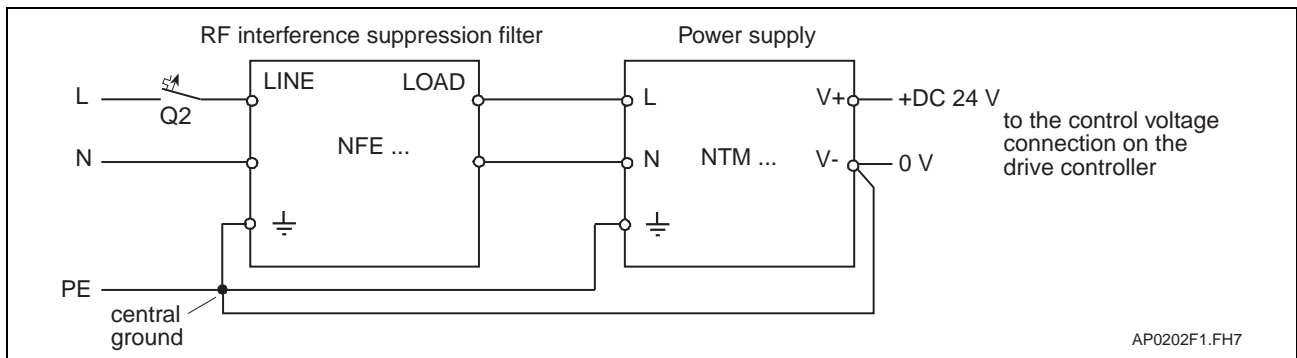 RF interference suppression filter
Power supply
L
Q2
LINE
LOAD
L
V+
+DC 24 V
to the control voltage
connection on the
drive controller
N
NFE ...
N
NTM ...
V-
0 V
PE
central
ground
AP0202F1.FH7